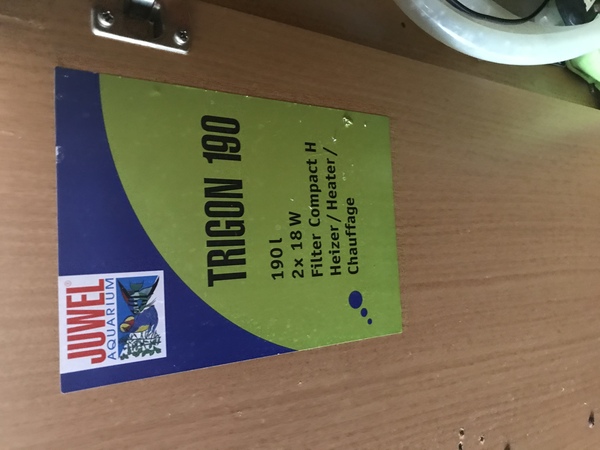 JUWEL®
AQUARIUM
TRIGON 190
190 l
2 x 18 W
Filter Compact H
Heizer / Heater /
Chauffage